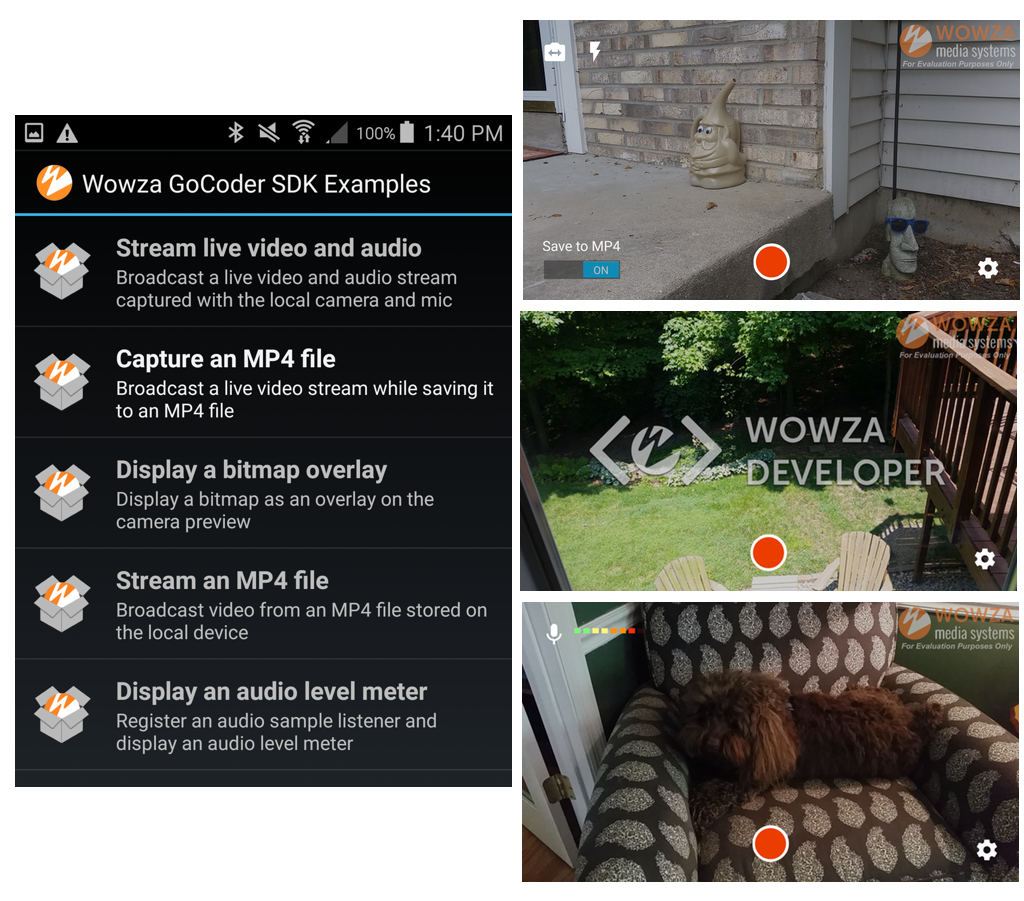 100% 1:40 PM
Wowza GoCoder SDK Examples
Stream live video and audio
Broadcast a live video and audio stream
captured with the local camera and mic
Capture an MP4 file
Broadcast a live video stream while saving it
to an MP4 file
Display a bitmap overlay
Display a bitmap as an overlay on the
camera preview
Stream an MP4 file
Broadcast video from an MP4 file stored on
the local device
Display an audio level meter
Register an audio sample listener and
display an audio level meter
WOWZA
media systems
For Evaluation Purposes Only
Save to MP4
ON
WOWZA
media systems
For Evaluation Purposes Only
WOWZA
DEVELOPER
WOWZA
media systems
For Evaluation Purposes Only